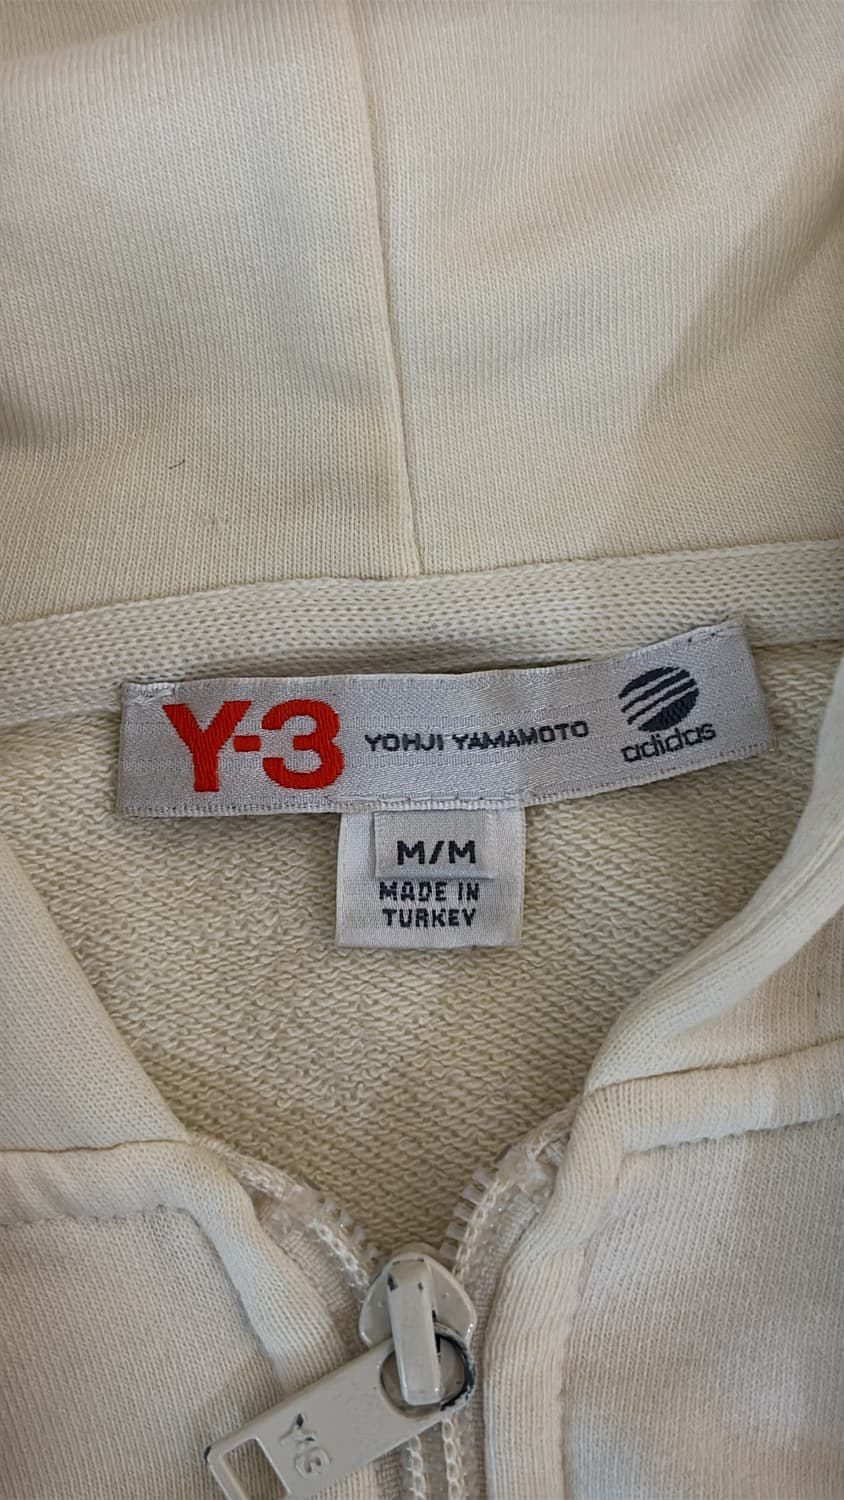 Y-3 YOHJI YAMAMOTO adidas
M/M
MADE IN
TURKEY
Y-3